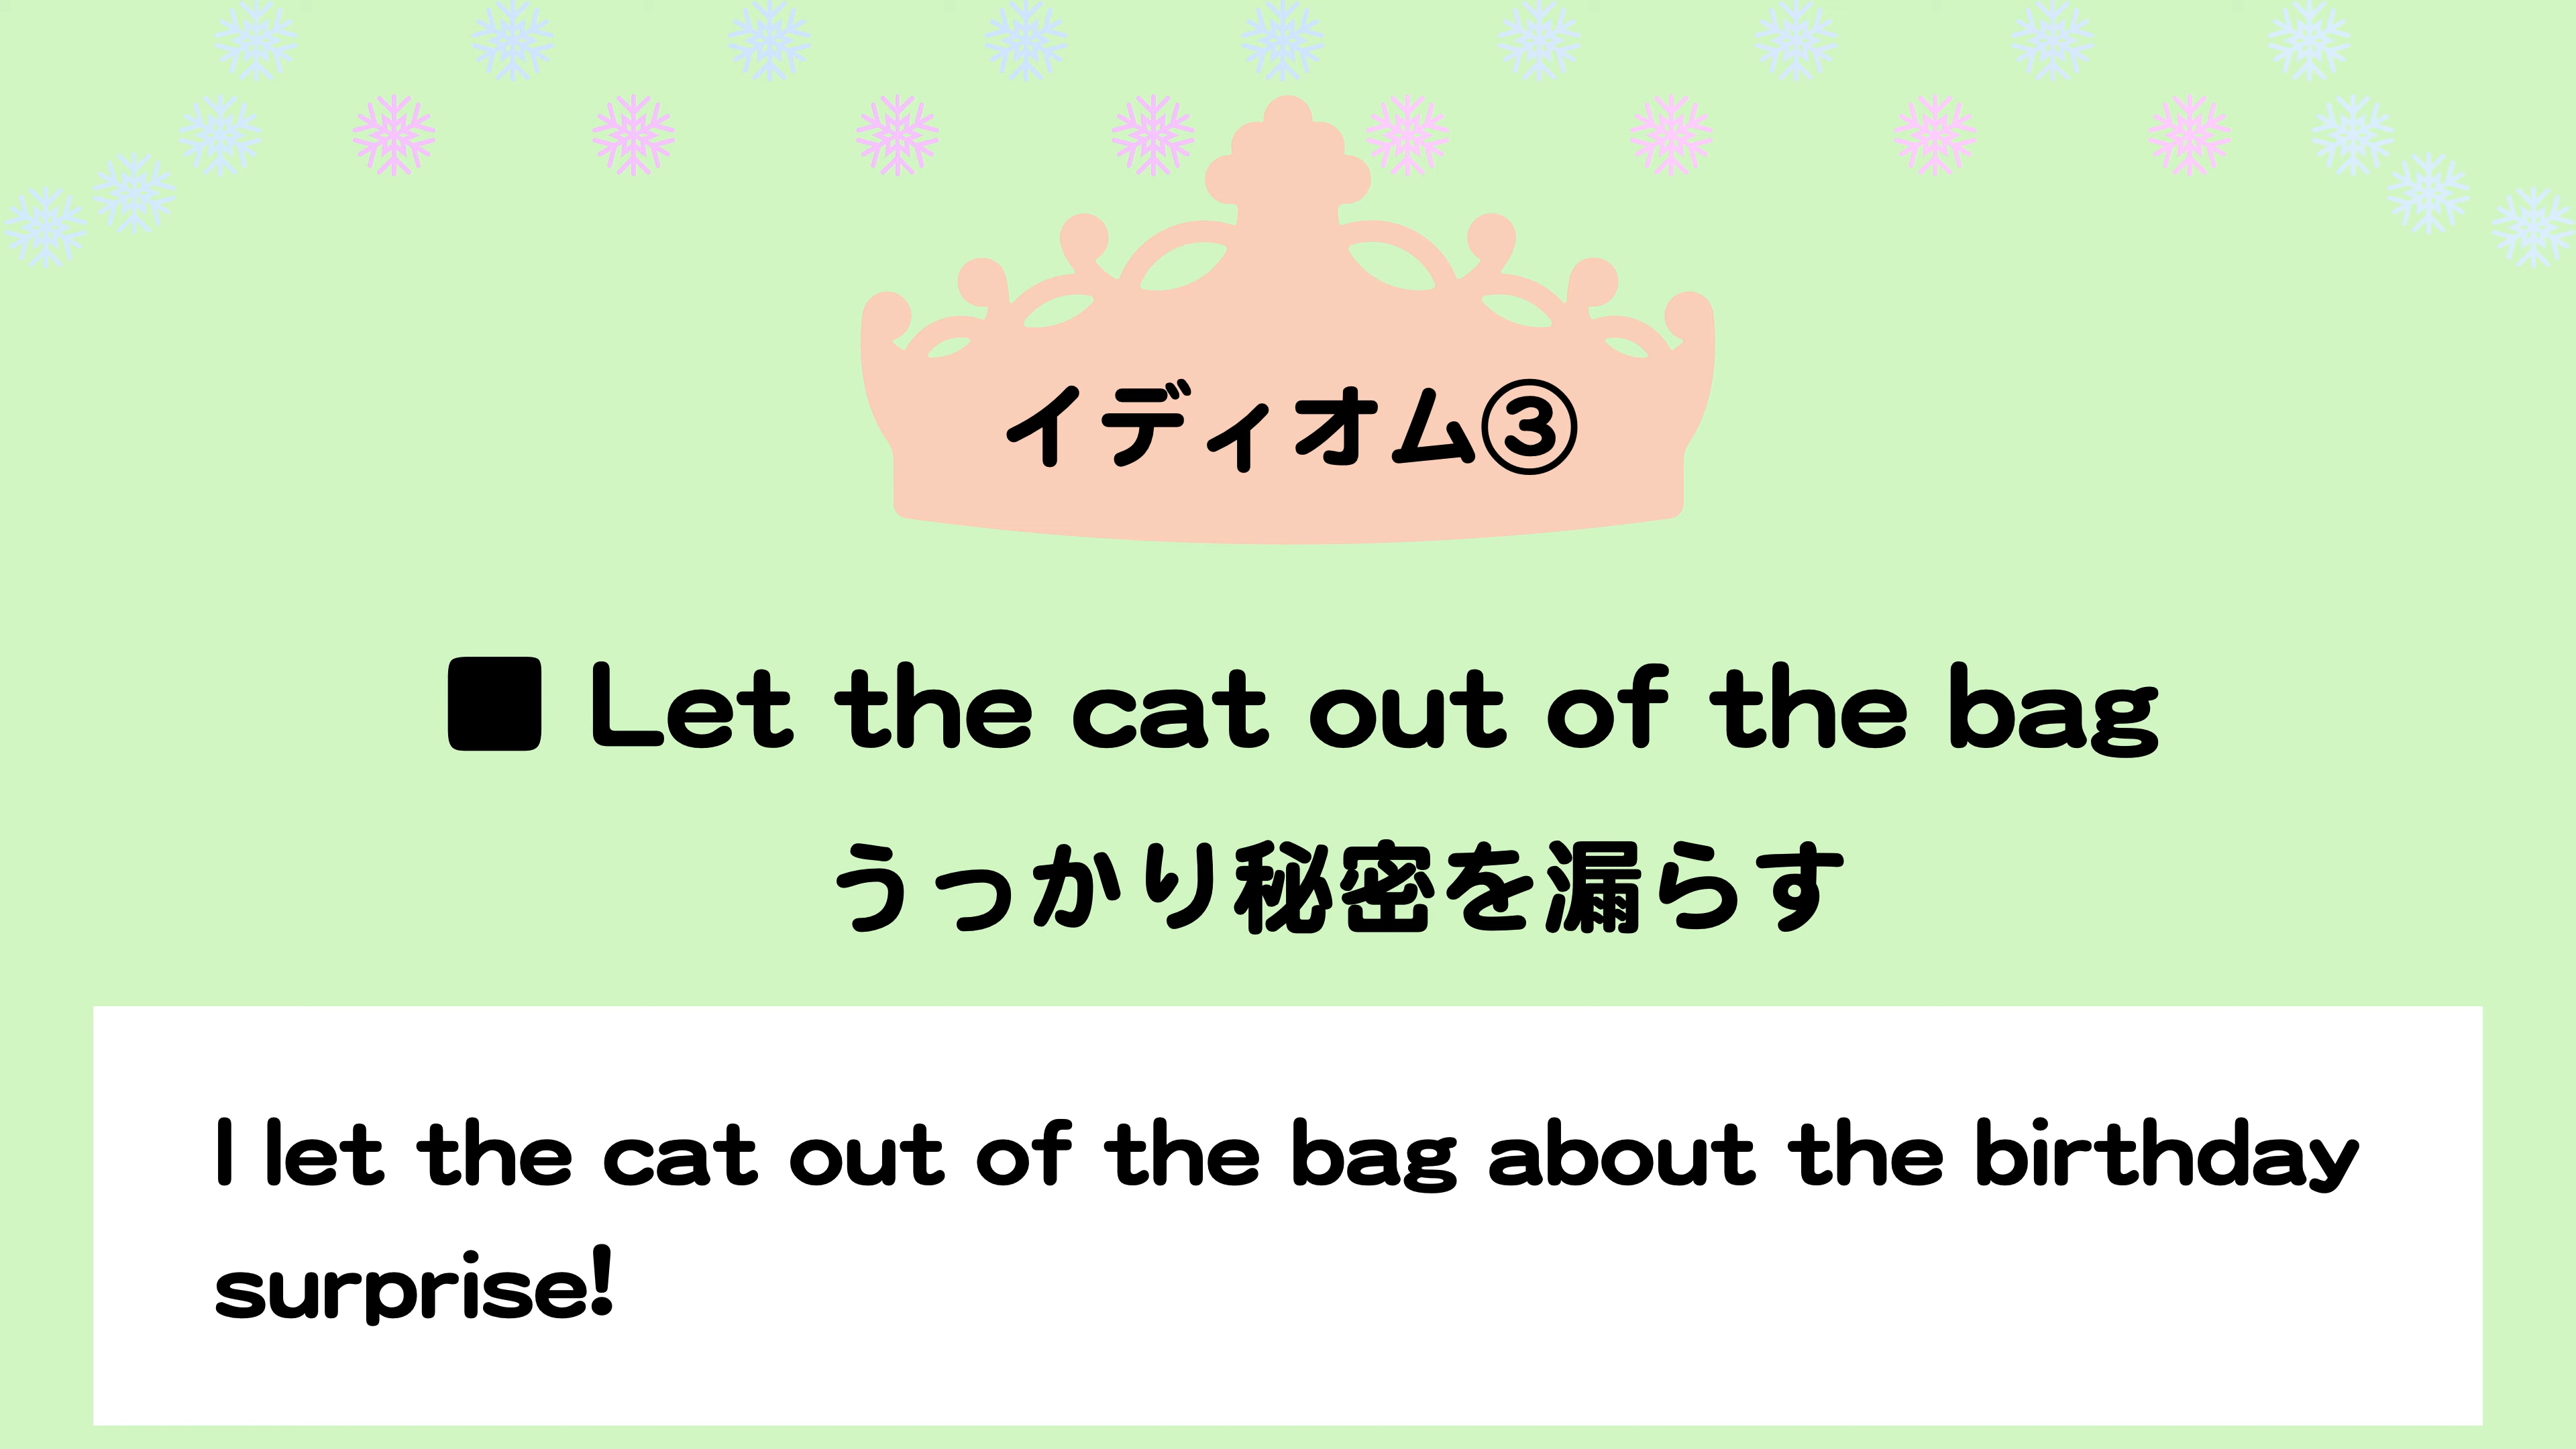 イディオム③
■ Let the cat out of the bag
うっかり秘密を漏らす
I let the cat out of the bag about the birthday
surprise!